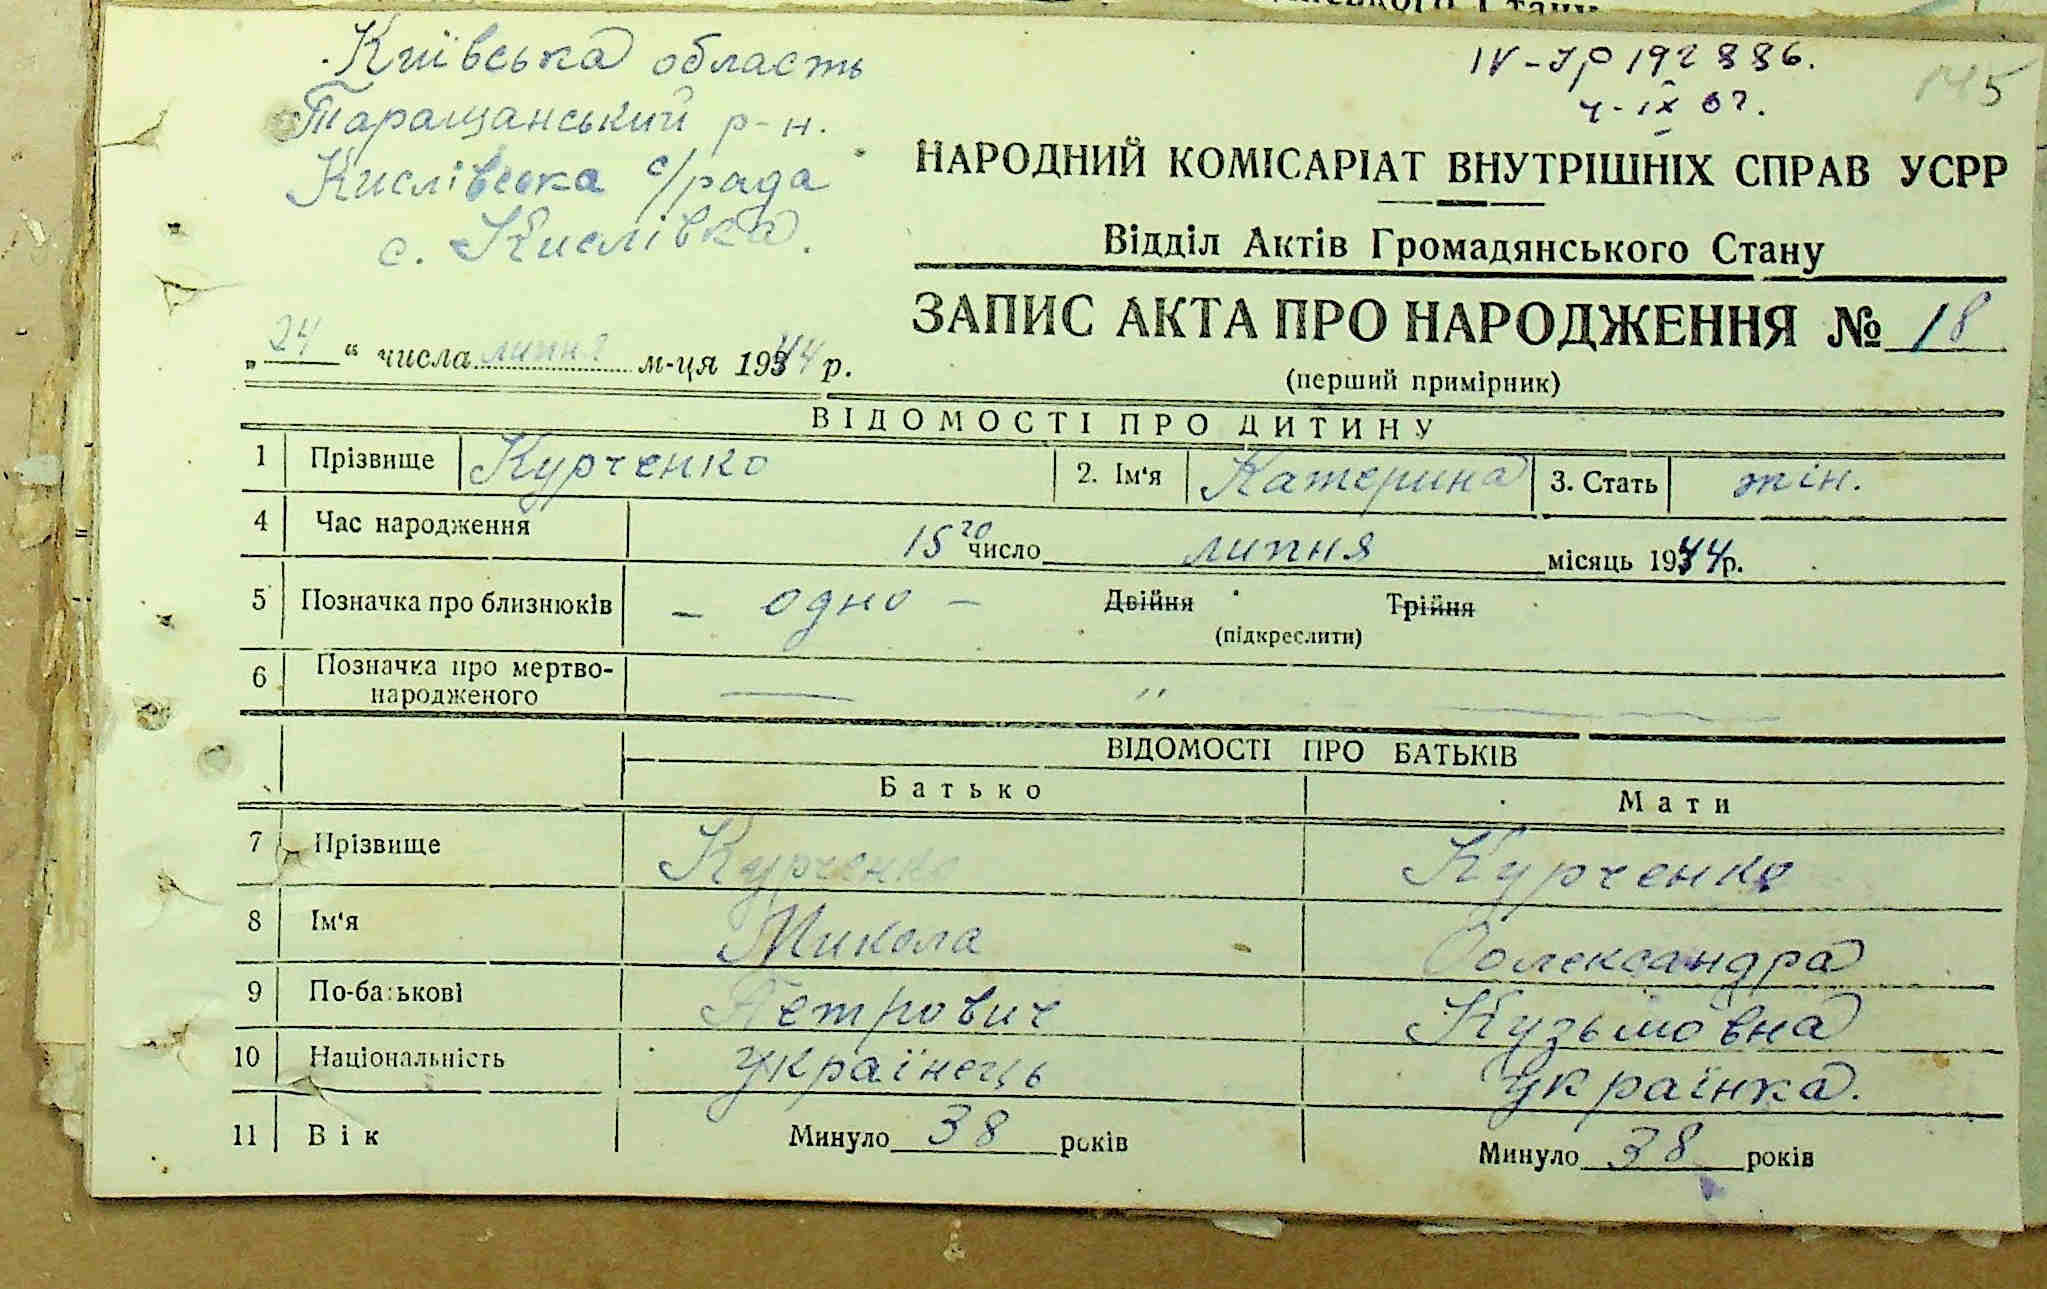 Київська область
Таращанський р-н.
Кислівська с/рада
с. Кислівка.
IV-ЗР 192886.
4-IX 67.
145
НАРОДНИЙ КОМІСАРІАТ ВНУТРІШНІХ СПРАВ УСРР
Відділ Актів Громадянського Стану
ЗАПИС АКТА ПРО НАРОДЖЕННЯ № 18
(перший примірник)
„24“ числа липня м-ця 1944 р.
ВІДОМОСТІ ПРО ДИТИНУ
1 Прізвище Курченко 2. Ім'я Катерина 3. Стать жін.
4 Час народження 15го число липня місяць 1944р.
5 Позначка про близнюків – одно – Двійня Трійня
(підкреслити)
6 Позначка про мертво-
народженого — " —
ВІДОМОСТІ ПРО БАТЬКІВ
Батько Мати
7 Прізвище Курченко Курченко
8 Ім'я Микола Олександра
9 По-батькові Петрович Кузьмовна
10 Національність українець українка.
11 Вік Минуло 38 років Минуло 38 років